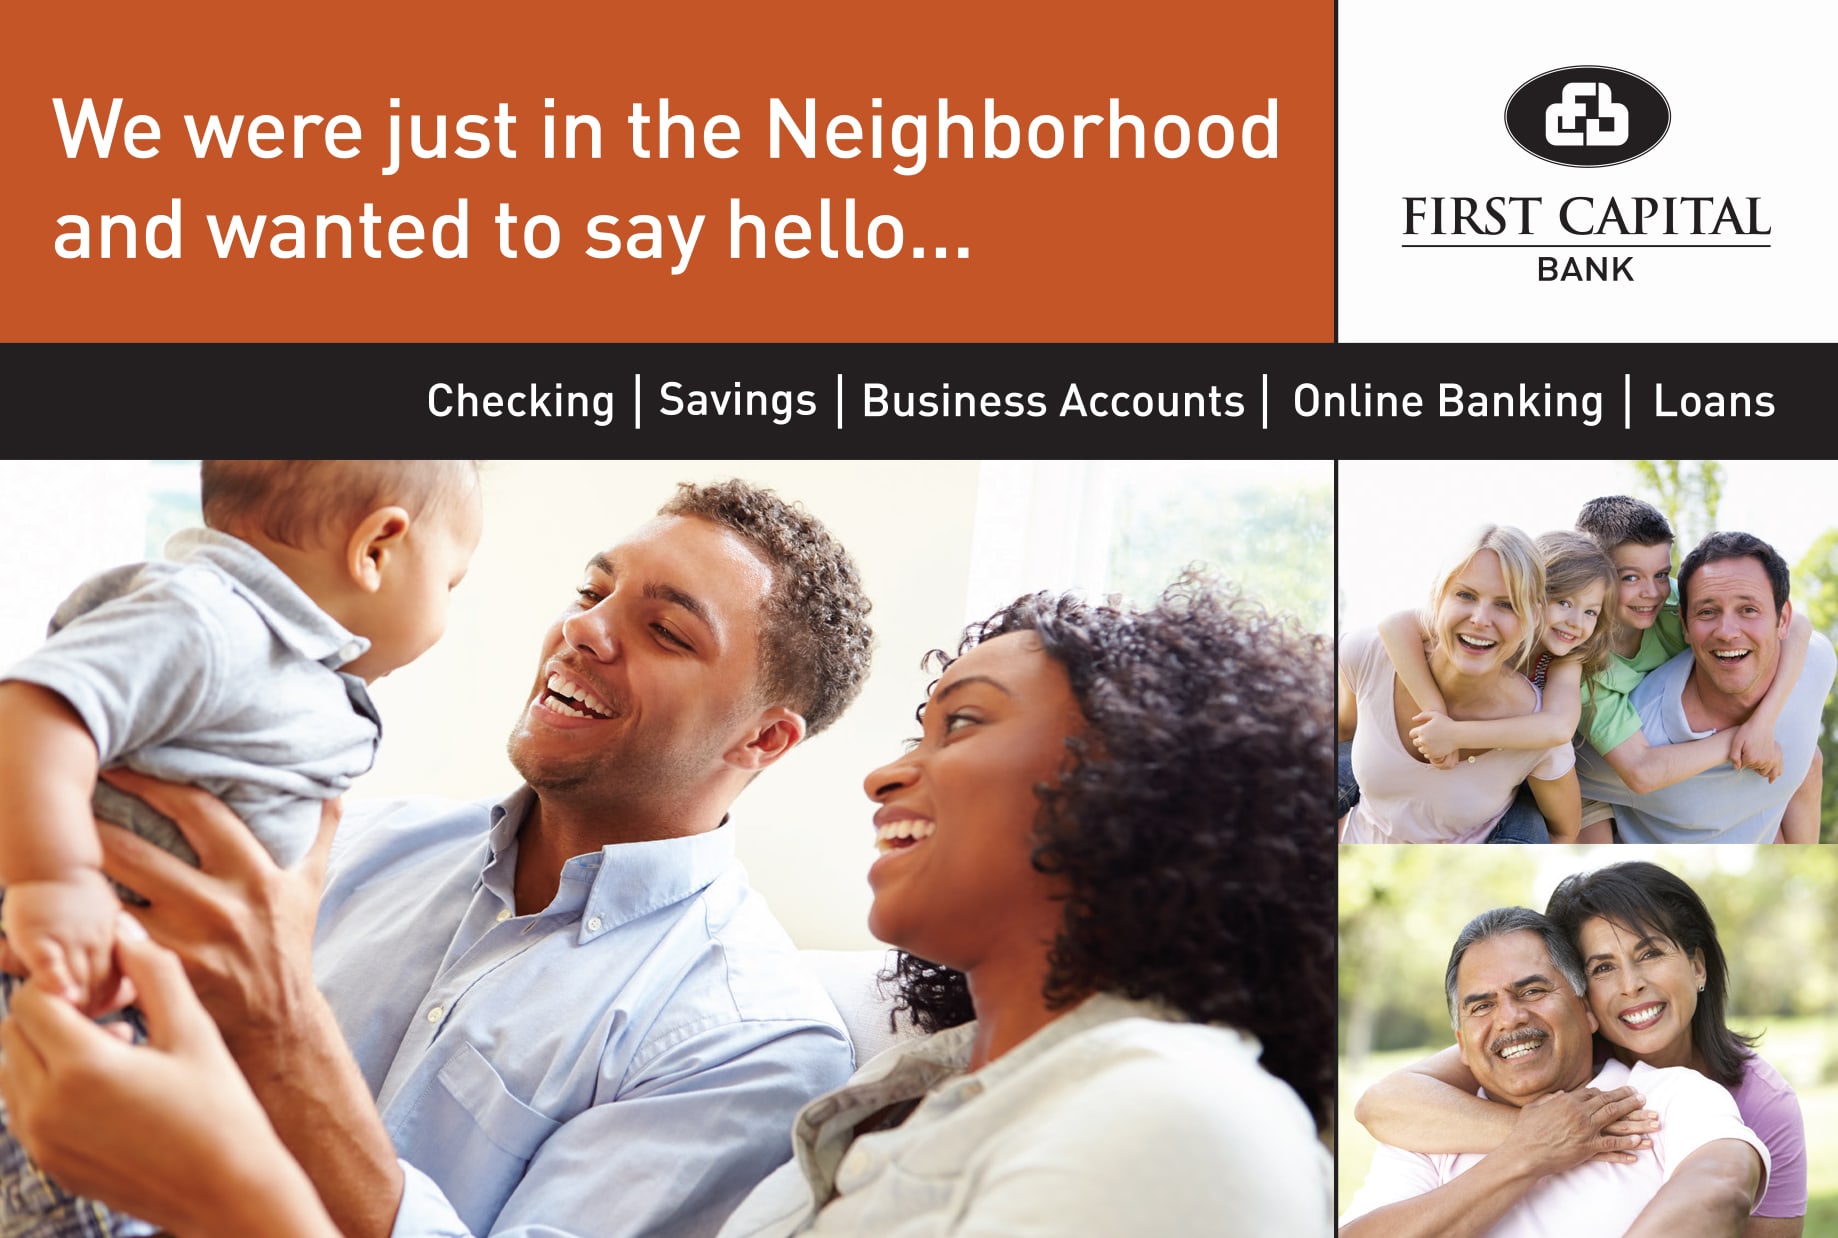 We were just in the Neighborhood
and wanted to say hello...
fcb
FIRST CAPITAL
BANK
Checking | Savings | Business Accounts | Online Banking | Loans